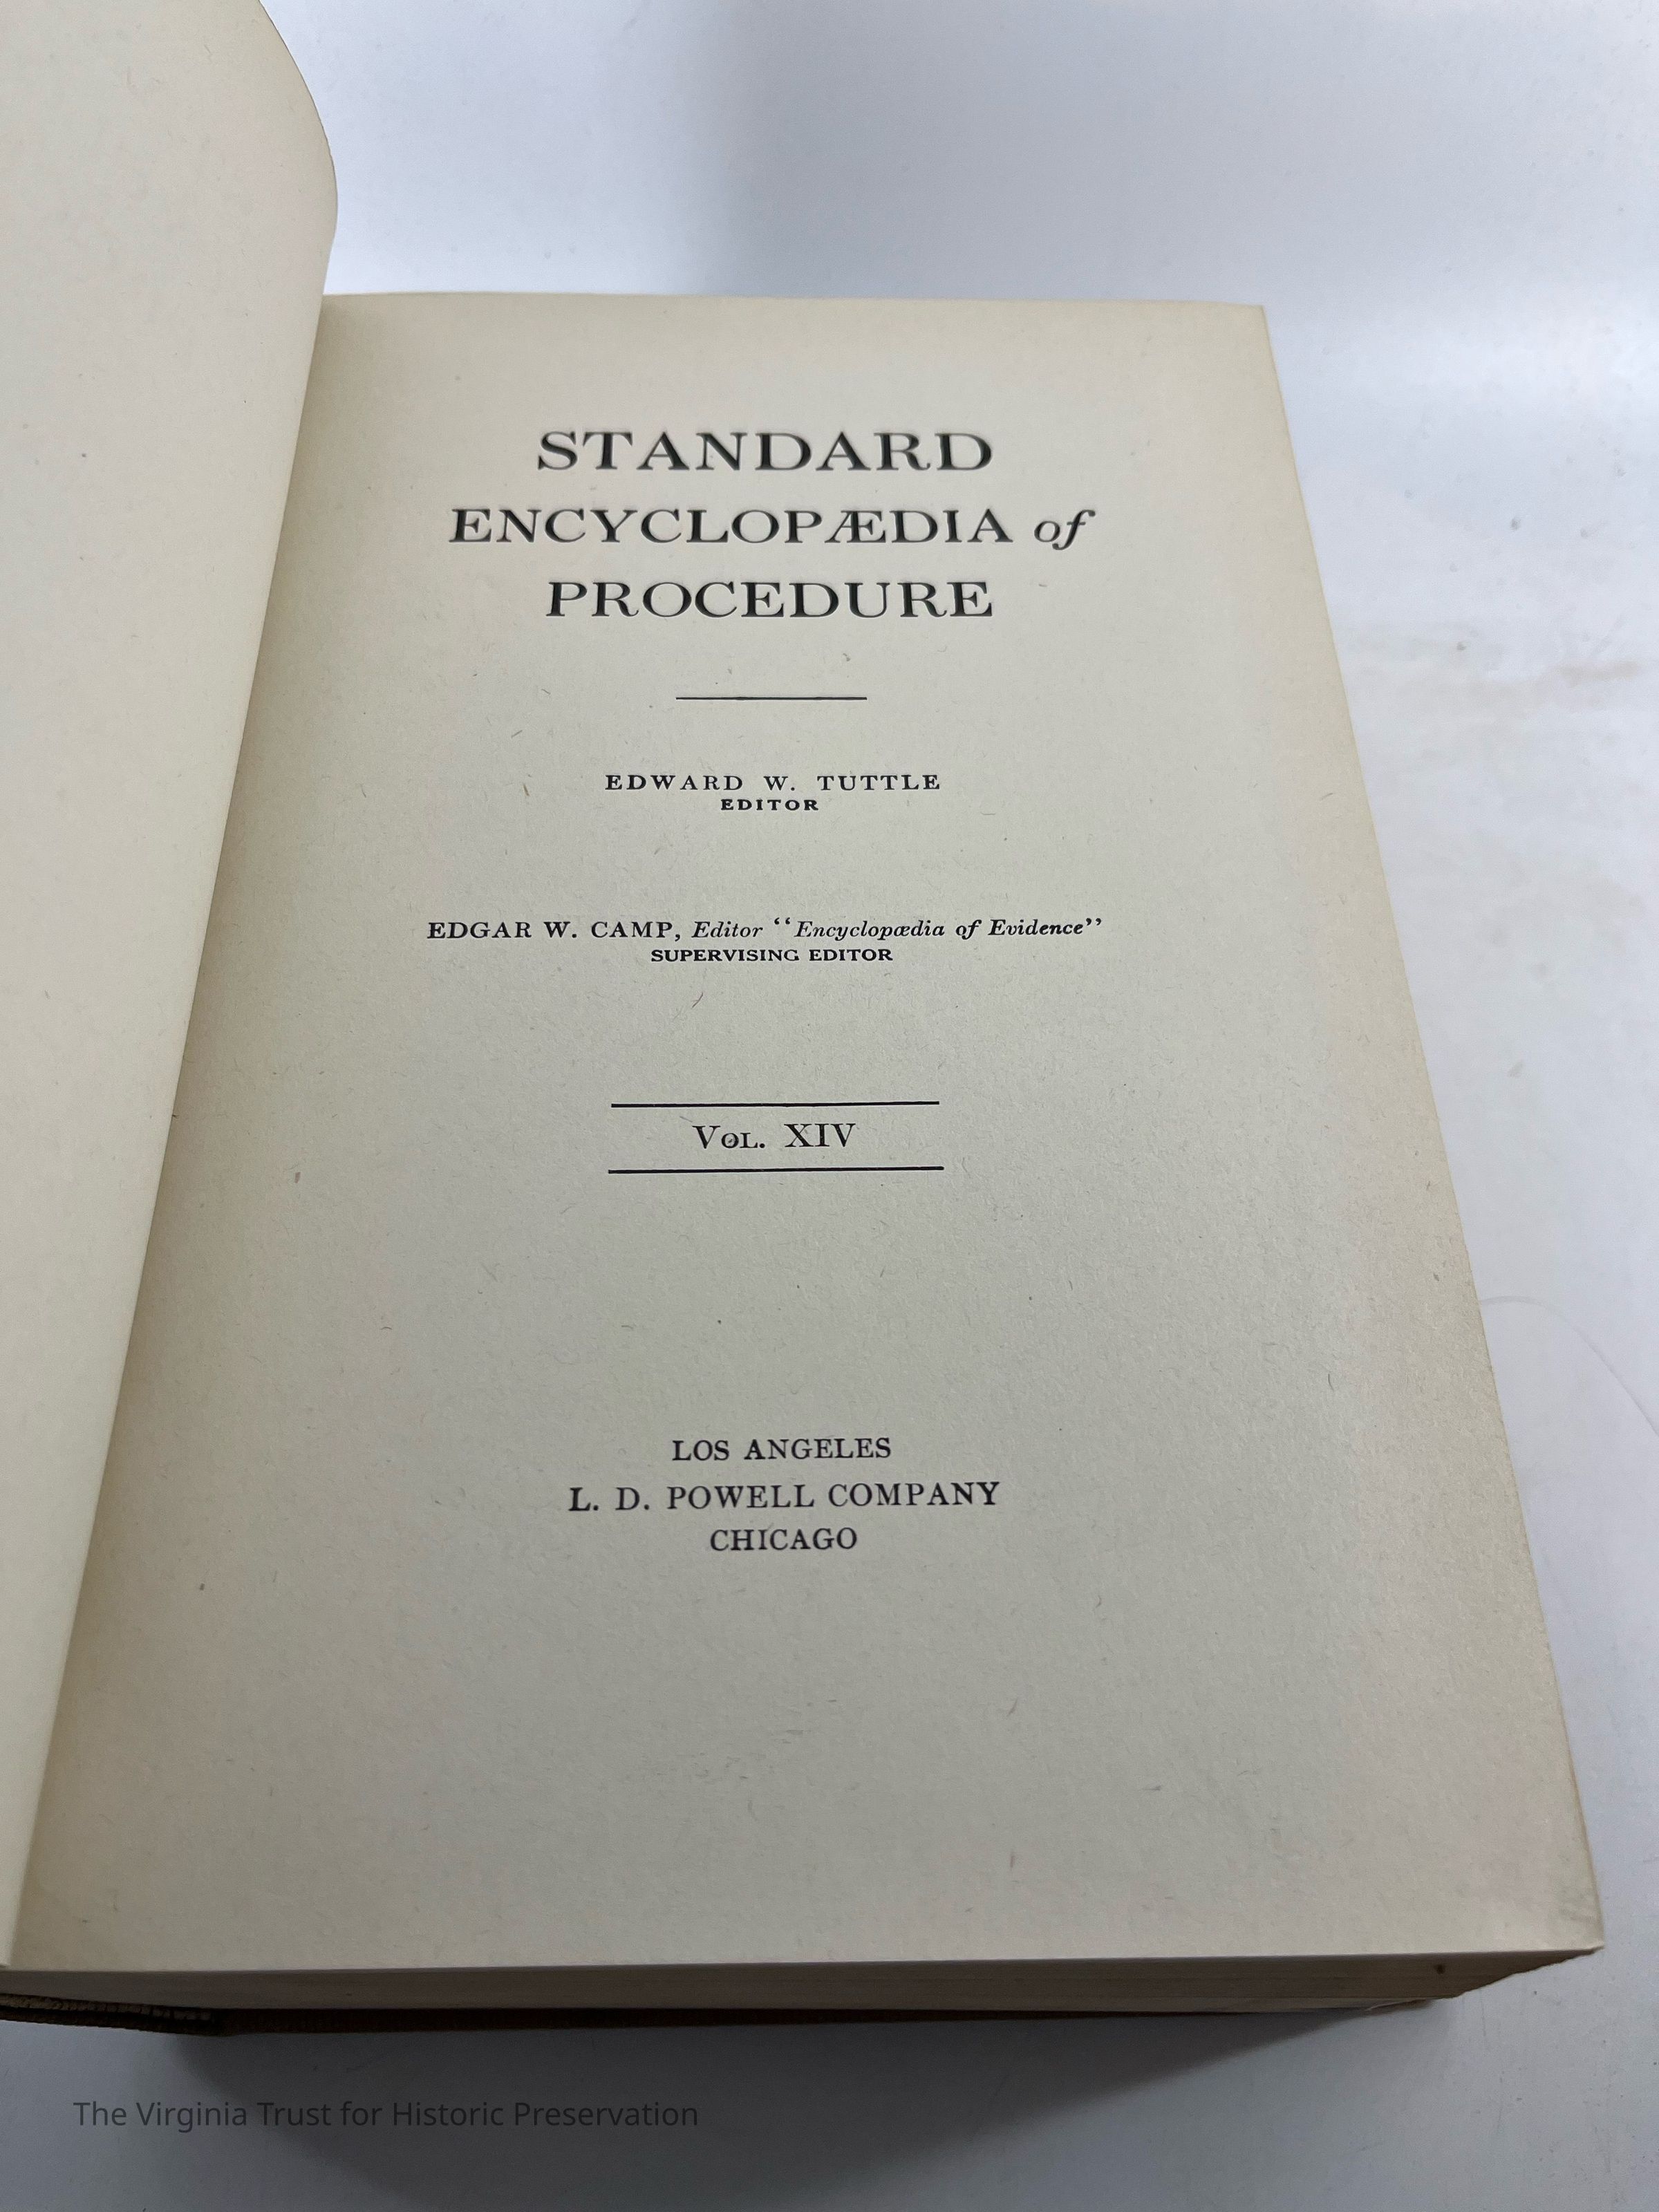 STANDARD
ENCYCLOPÆDIA of
PROCEDURE
EDWARD W. TUTTLE
EDITOR
EDGAR W. CAMP, Editor “Encyclopædia of Evidence”
SUPERVISING EDITOR
VOL. XIV
LOS ANGELES
L. D. POWELL COMPANY
CHICAGO
The Virginia Trust for Historic Preservation